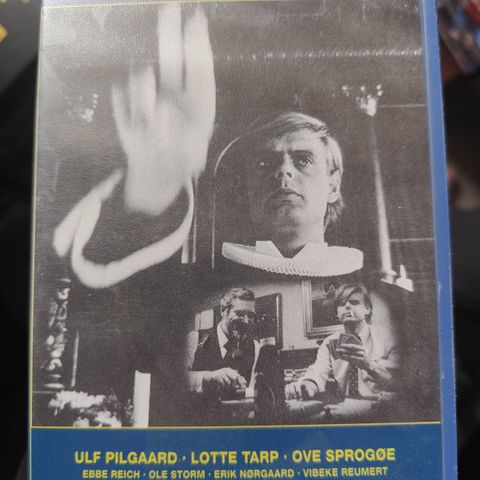 ULF PILGAARD · LOTTE TARP · OVE SPROGØE
EBBE REICH · OLE STORM · ERIK NØRGAARD · VIBEKE REUMERT